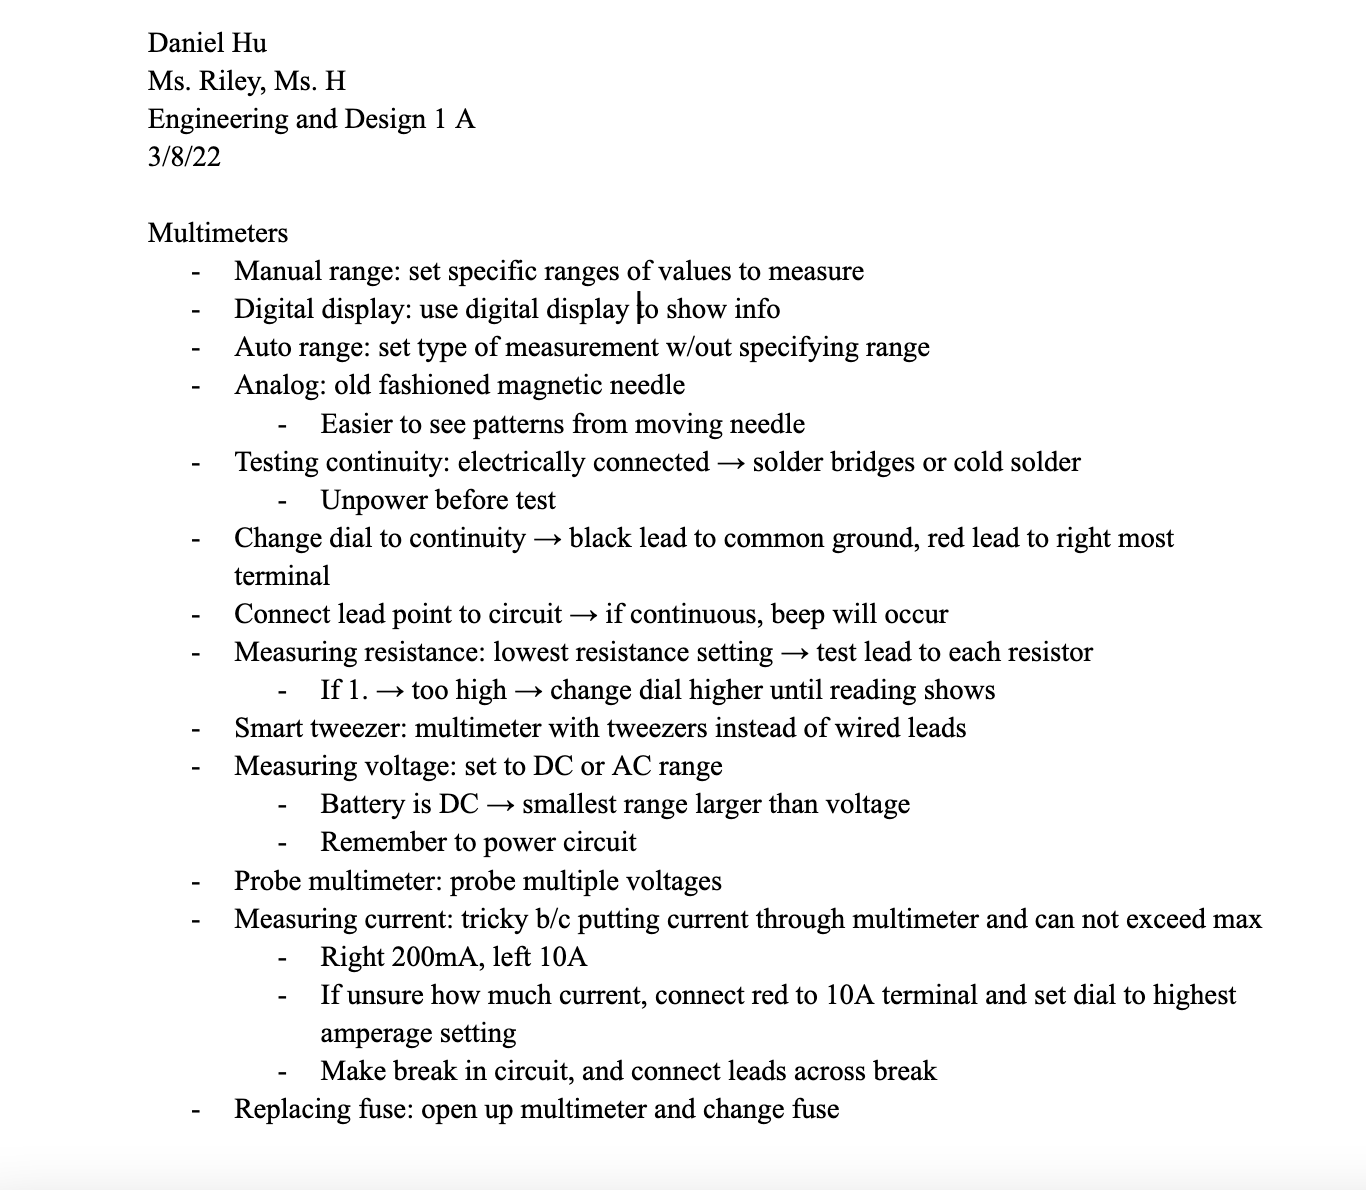 Daniel Hu
Ms. Riley, Ms. H
Engineering and Design 1 A
3/8/22
Multimeters
- Manual range: set specific ranges of values to measure
- Digital display: use digital display to show info
- Auto range: set type of measurement w/out specifying range
- Analog: old fashioned magnetic needle
- Easier to see patterns from moving needle
- Testing continuity: electrically connected → solder bridges or cold solder
- Unpower before test
- Change dial to continuity → black lead to common ground, red lead to right most
terminal
- Connect lead point to circuit → if continuous, beep will occur
- Measuring resistance: lowest resistance setting → test lead to each resistor
- If 1. → too high → change dial higher until reading shows
- Smart tweezer: multimeter with tweezers instead of wired leads
- Measuring voltage: set to DC or AC range
- Battery is DC → smallest range larger than voltage
- Remember to power circuit
- Probe multimeter: probe multiple voltages
- Measuring current: tricky b/c putting current through multimeter and can not exceed max
- Right 200mA, left 10A
- If unsure how much current, connect red to 10A terminal and set dial to highest
amperage setting
- Make break in circuit, and connect leads across break
- Replacing fuse: open up multimeter and change fuse